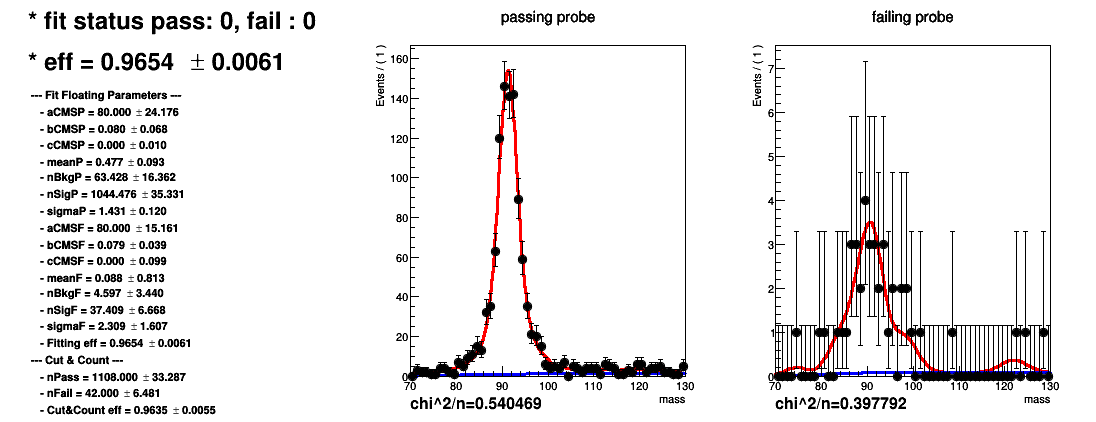 * fit status pass: 0, fail : 0
* eff = 0.9654 ± 0.0061
--- Fit Floating Parameters ---
- aCMSP = 80.000 ± 24.176
- bCMSP = 0.080 ± 0.068
- cCMSP = 0.000 ± 0.010
- meanP = 0.477 ± 0.093
- nBkgP = 63.428 ± 16.362
- nSigP = 1044.476 ± 35.331
- sigmaP = 1.431 ± 0.120
- aCMSF = 80.000 ± 15.161
- bCMSF = 0.079 ± 0.039
- cCMSF = 0.000 ± 0.099
- meanF = 0.088 ± 0.813
- nBkgF = 4.597 ± 3.440
- nSigF = 37.409 ± 6.668
- sigmaF = 2.309 ± 1.607
- Fitting eff = 0.9654 ± 0.0061
--- Cut & Count ---
- nPass = 1108.000 ± 33.287
- nFail = 42.000 ± 6.481
- Cut&Count eff = 0.9635 ± 0.0055
passing probe
Events / ( 1 )
160
140
120
100
80
60
40
20
0
70 80 90 100 110 120 130
mass
chi^2/n=0.540469
failing probe
Events / ( 1 )
7
6
5
4
3
2
1
0
70 80 90 100 110 120 130
mass
chi^2/n=0.397792